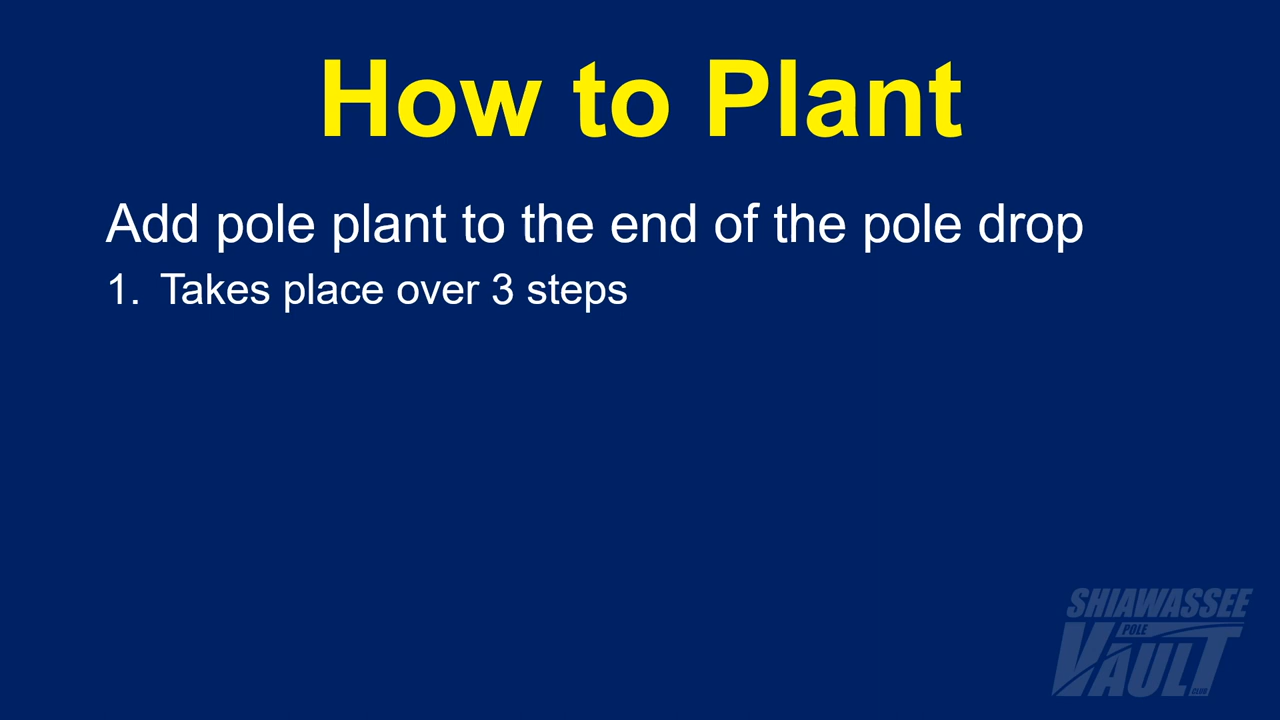 How to Plant
Add pole plant to the end of the pole drop
1. Takes place over 3 steps
SHIAWASSEE
POLE
VAULT
CLUB